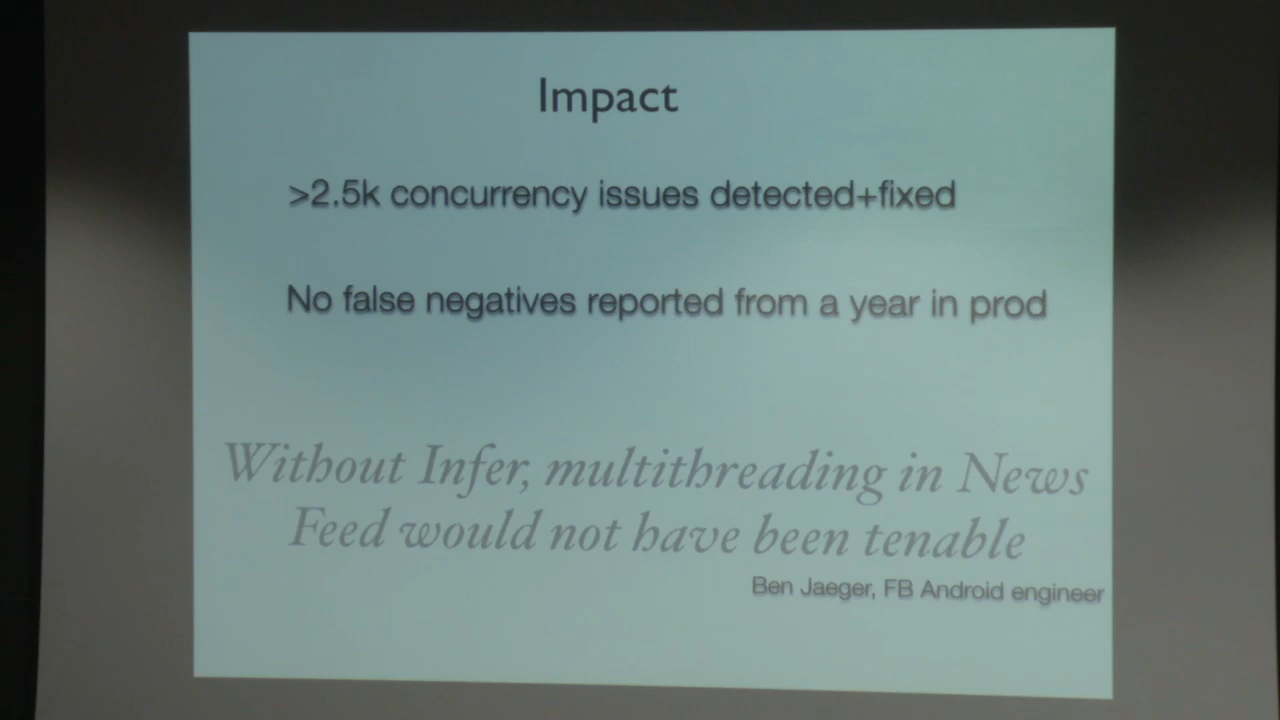 Impact
>2.5k concurrency issues detected+fixed
No false negatives reported from a year in prod
Without Infer, multithreading in News
Feed would not have been tenable
Ben Jaeger, FB Android engineer